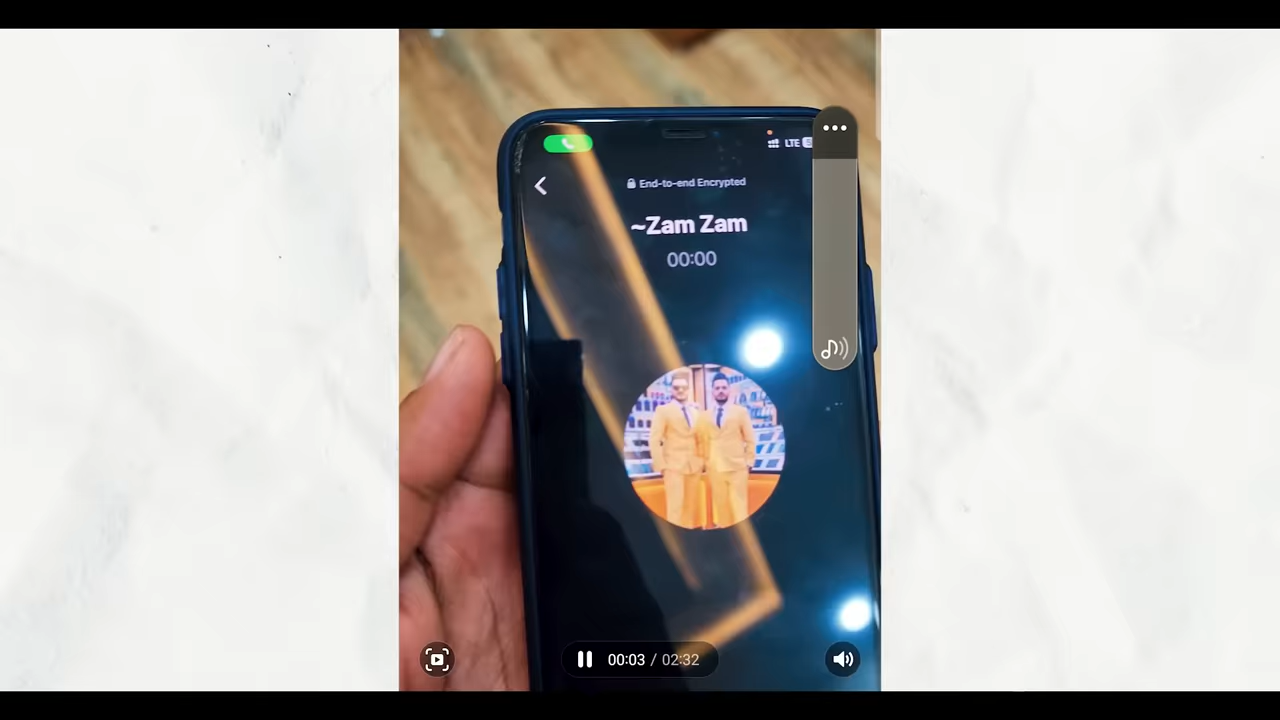 LTE
End-to-end Encrypted
~Zam Zam
00:00
00:03 / 02:32